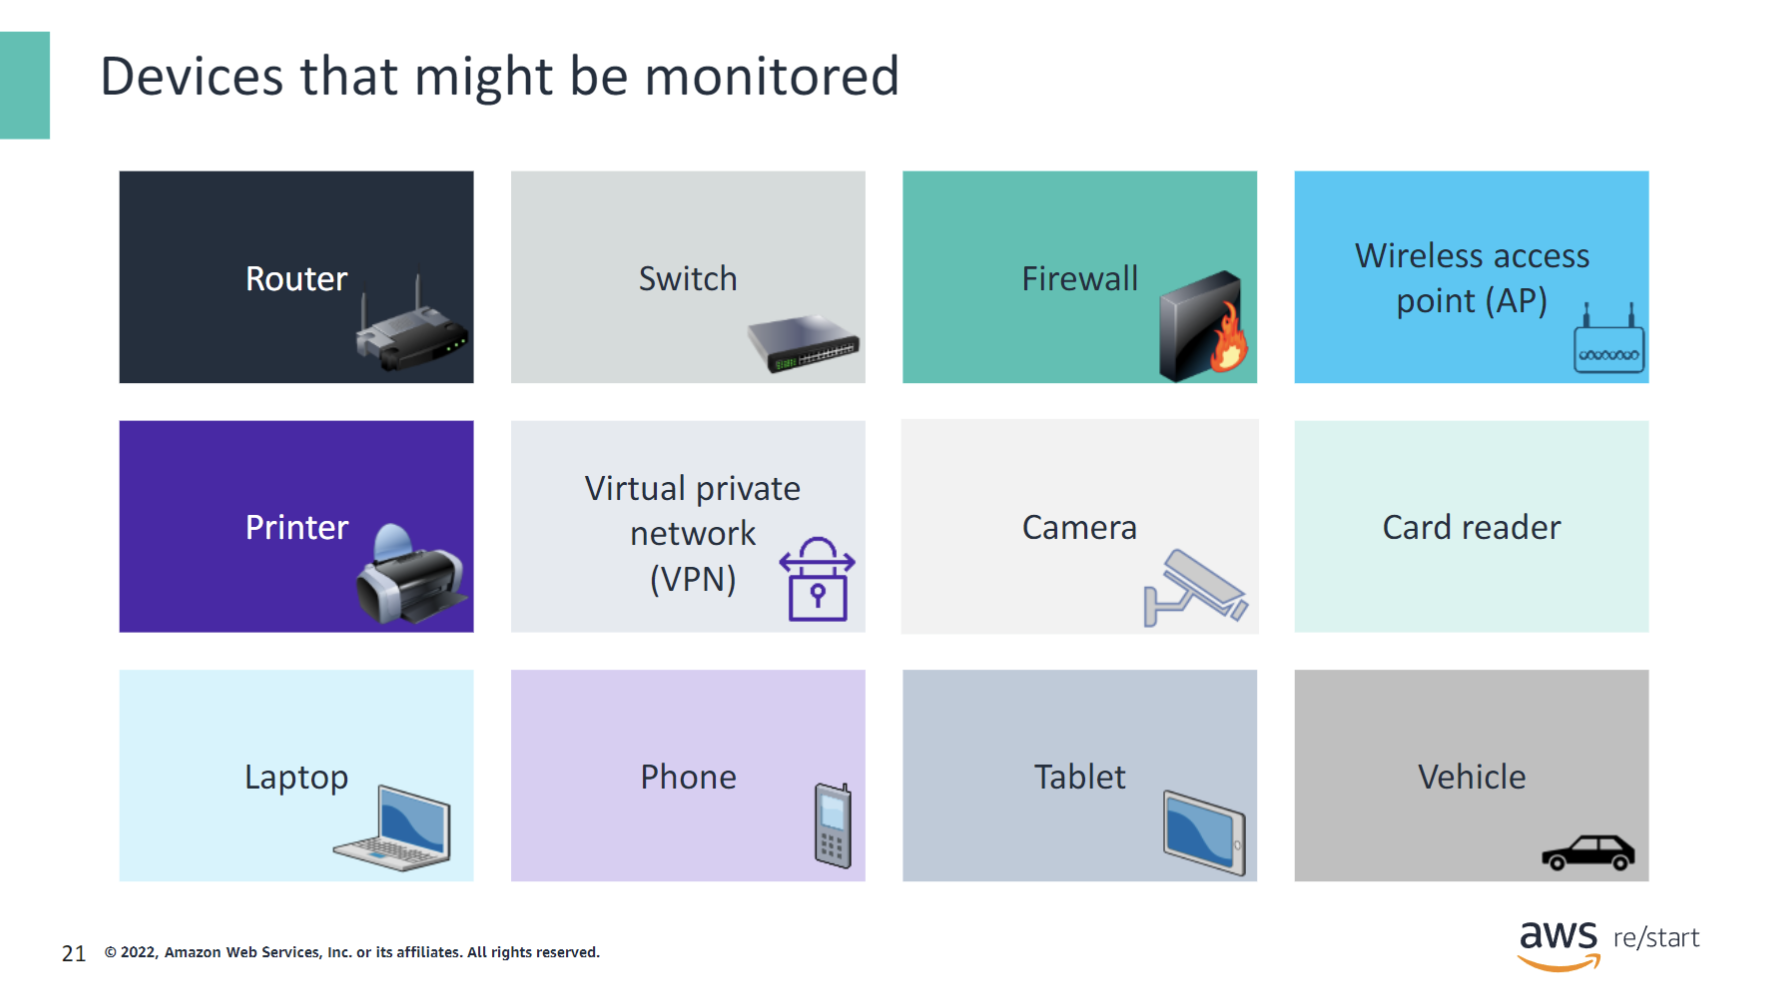 Devices that might be monitored
Router
Switch
Firewall
Wireless access
point (AP)
Printer
Virtual private
network
(VPN)
Camera
Card reader
Laptop
Phone
Tablet
Vehicle
21 © 2022, Amazon Web Services, Inc. or its affiliates. All rights reserved.
aws re/start